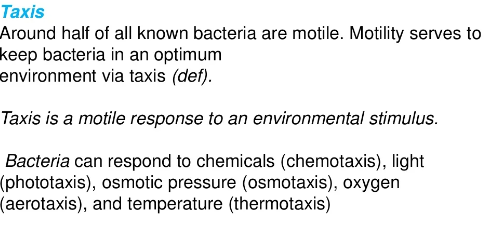 Taxis
Around half of all known bacteria are motile. Motility serves to
keep bacteria in an optimum
environment via taxis (def).
Taxis is a motile response to an environmental stimulus.
Bacteria can respond to chemicals (chemotaxis), light
(phototaxis), osmotic pressure (osmotaxis), oxygen
(aerotaxis), and temperature (thermotaxis)